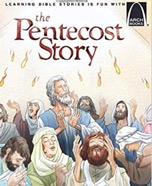 LEARNING BIBLE STORIES IS FUN WITH
ARCH
BOOKS
the
Pentecost
Story